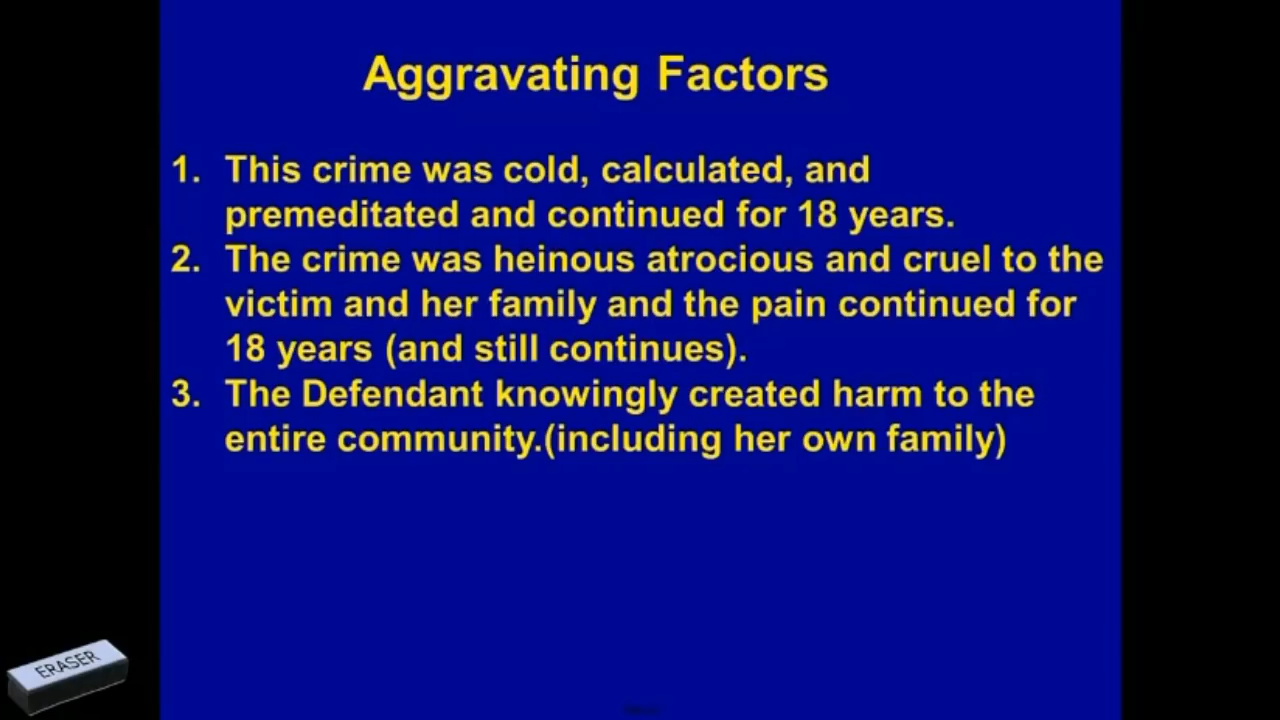 Aggravating Factors
1. This crime was cold, calculated, and
premeditated and continued for 18 years.
2. The crime was heinous atrocious and cruel to the
victim and her family and the pain continued for
18 years (and still continues).
3. The Defendant knowingly created harm to the
entire community.(including her own family)
ERASER